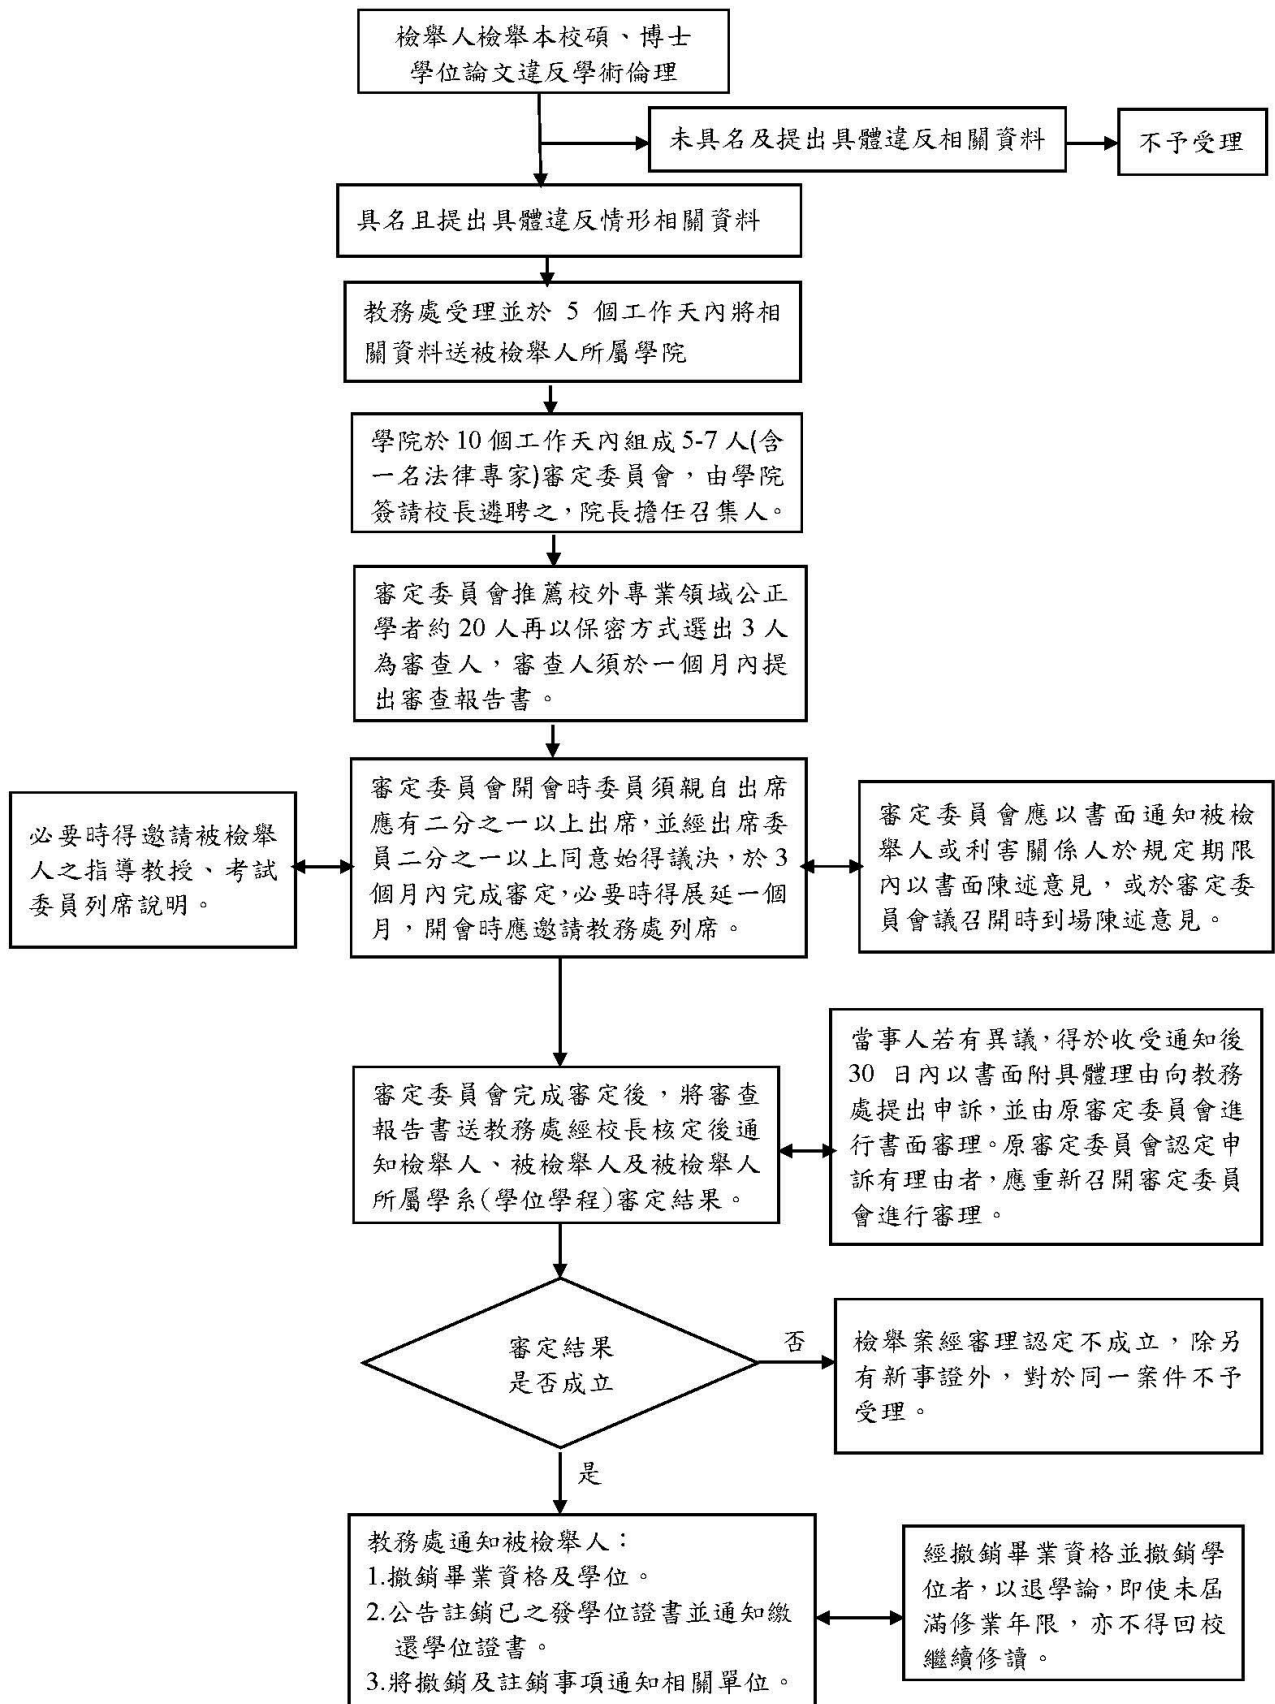 檢舉人檢舉本校碩、博士
學位論文違反學術倫理
未具名及提出具體違反相關資料
不予受理
具名且提出具體違反情形相關資料
教務處受理並於 5 個工作天內將相
關資料送被檢舉人所屬學院
學院於 10 個工作天內組成 5-7 人(含
一名法律專家)審定委員會，由學院
簽請校長遴聘之，院長擔任召集人。
審定委員會推薦校外專業領域公正
學者約 20 人再以保密方式選出 3 人
為審查人，審查人須於一個月內提
出審查報告書。
審定委員會開會時委員須親自出席
應有二分之一以上出席，並經出席委
員二分之一以上同意始得議決，於 3
個月內完成審定，必要時得展延一個
月，開會時應邀請教務處列席。
必要時得邀請被檢舉
人之指導教授、考試
委員列席說明。
審定委員會應以書面通知被檢
舉人或利害關係人於規定期限
內以書面陳述意見，或於審定委
員會議召開時到場陳述意見。
審定委員會完成審定後，將審查
報告書送教務處經校長核定後通
知檢舉人、被檢舉人及被檢舉人
所屬學系(學位學程)審定結果。
當事人若有異議，得於收受通知後
30 日內以書面附具體理由向教務
處提出申訴，並由原審定委員會進
行書面審理。原審定委員會認定申
訴有理由者，應重新召開審定委員
會進行審理。
審定結果
是否成立
否
檢舉案經審理認定不成立，除另
有新事證外，對於同一案件不予
受理。
是
教務處通知被檢舉人：
1.撤銷畢業資格及學位。
2.公告註銷已之發學位證書並通知繳
還學位證書。
3.將撤銷及註銷事項通知相關單位。
經撤銷畢業資格並撤銷學
位者，以退學論，即使未屆
滿修業年限，亦不得回校
繼續修讀。